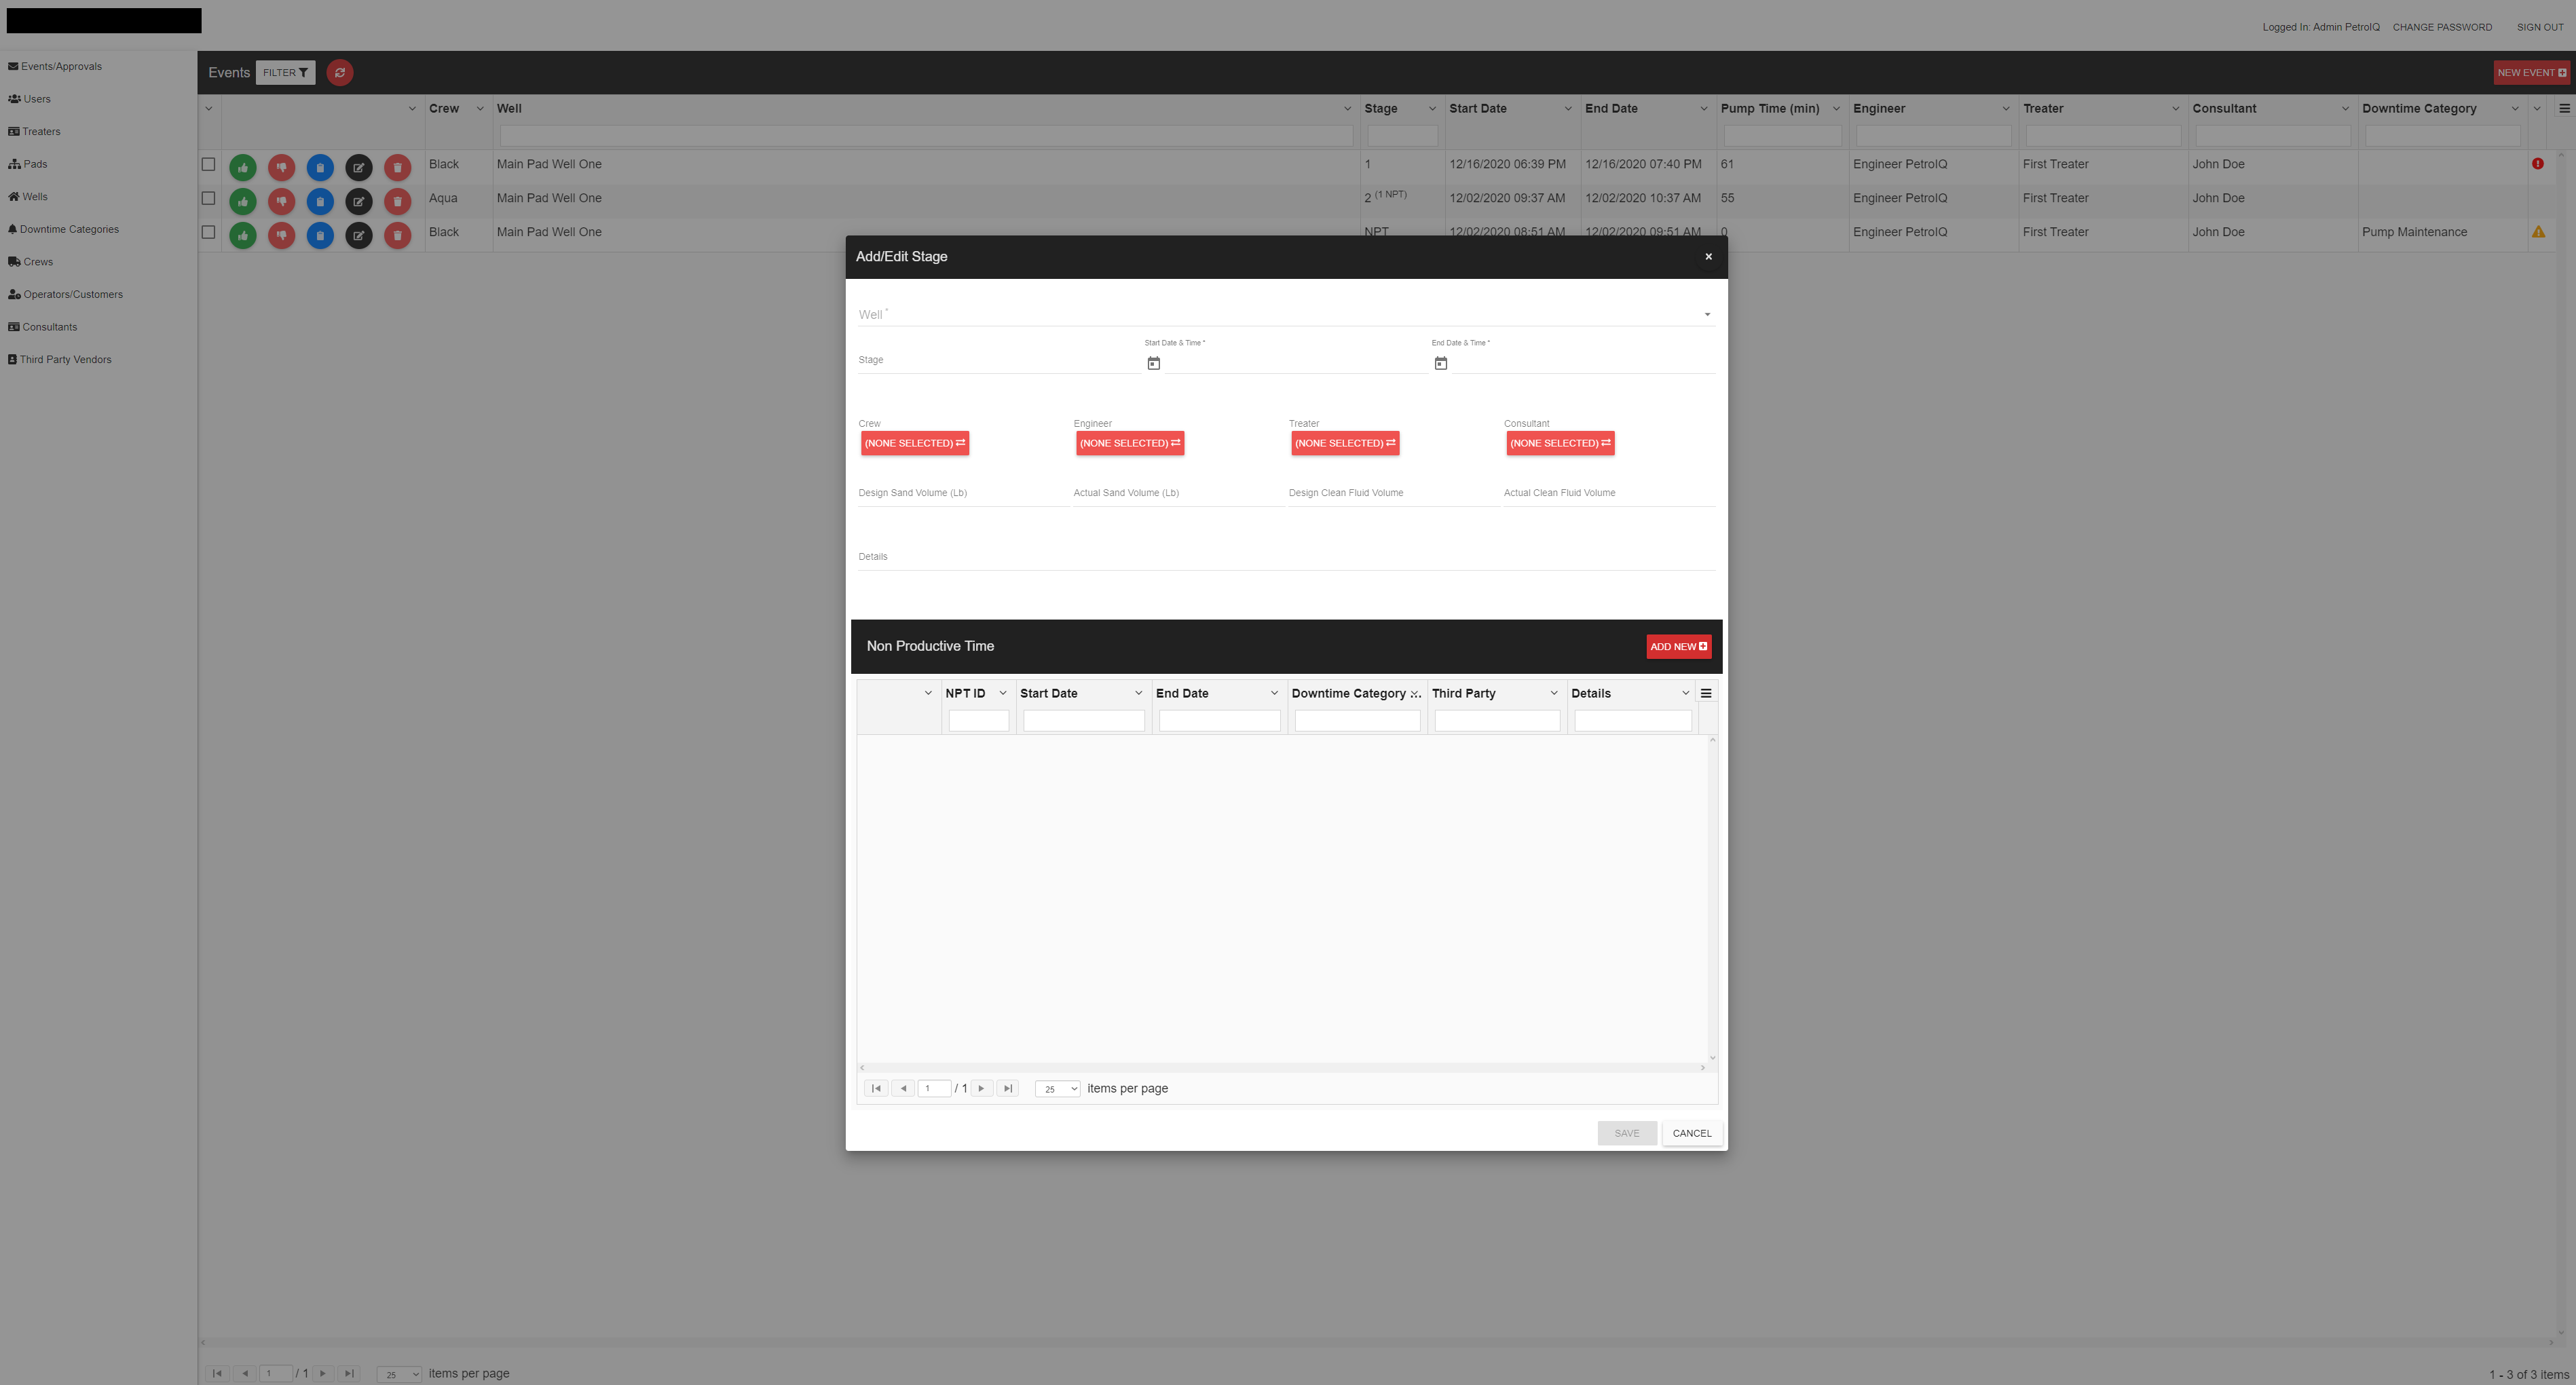 Logged In: Admin PetroIQ CHANGE PASSWORD SIGN OUT
Events/Approvals
Users
Treaters
Pads
Wells
Downtime Categories
Crews
Operators/Customers
Consultants
Third Party Vendors
Events FILTER NEW EVENT
Crew Well Stage Start Date End Date Pump Time (min) Engineer Treater Consultant Downtime Category
Black Main Pad Well One 1 12/16/2020 06:39 PM 12/16/2020 07:40 PM 61 Engineer PetroIQ First Treater John Doe
Aqua Main Pad Well One 2 (1 NPT) 12/02/2020 09:37 AM 12/02/2020 10:37 AM 55 Engineer PetroIQ First Treater John Doe
Black Main Pad Well One NPT 12/02/2020 08:51 AM 12/02/2020 09:51 AM 0 Engineer PetroIQ First Treater John Doe Pump Maintenance
Add/Edit Stage ×
Well *
Stage Start Date & Time * End Date & Time *
Crew Engineer Treater Consultant
(NONE SELECTED) (NONE SELECTED) (NONE SELECTED) (NONE SELECTED)
Design Sand Volume (Lb) Actual Sand Volume (Lb) Design Clean Fluid Volume Actual Clean Fluid Volume
Details
Non Productive Time ADD NEW
NPT ID Start Date End Date Downtime Category ... Third Party Details
1 / 1 25 items per page
SAVE CANCEL
1 / 1 25 items per page 1 - 3 of 3 items